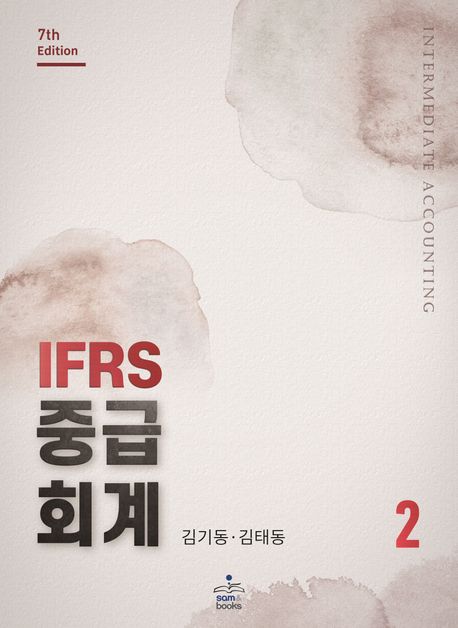 7th
Edition
INTERMEDIATE ACCOUNTING
IFRS
중급
회계
김기동·김태동
2
sam&
books